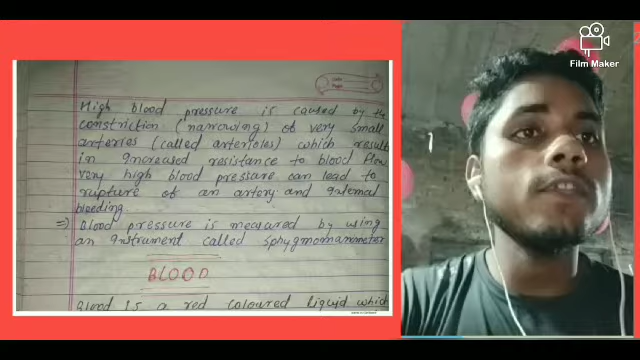 Film Maker
High blood pressure is caused by the
constriction (narrowing) of very small
arteries (called arterioles) which result
in increased resistance to blood flow
very high blood pressure can lead to
rupture of an artery and internal
bleeding.
=> Blood pressure is measured by using
an instrument called sphygmomanometer
BLOOD
Blood is a red coloured liquid which